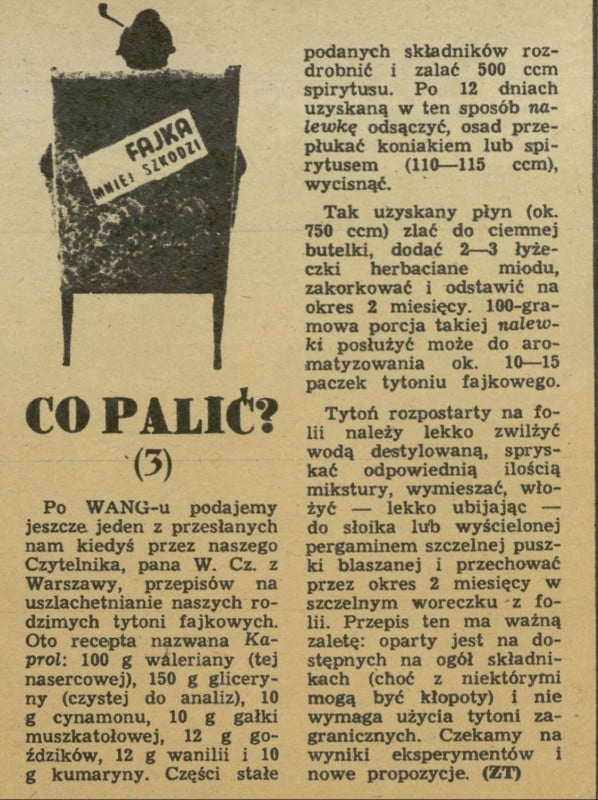 FAJKA
MNIEJ SZKODZI
CO PALIĆ?
(3)
Po WANG-u podajemy
jeszcze jeden z przesłanych
nam kiedyś przez naszego
Czytelnika, pana W. Cz. z
Warszawy, przepisów na
uszlachetnianie naszych ro-
dzimych tytoni fajkowych.
Oto recepta nazwana Ka-
prol: 100 g waleriany (tej
nasercowej), 150 g glicery-
ny (czystej do analiz), 10
g cynamonu, 10 g gałki
muszkatołowej, 12 g go-
ździków, 12 g wanilii i 10
g kumaryny. Części stałe
podanych składników roz-
drobnić i zalać 500 ccm
spirytusu. Po 12 dniach
uzyskaną w ten sposób na-
lewkę odsączyć, osad prze-
płukać koniakiem lub spi-
rytusem (110—115 ccm),
wycisnąć.
Tak uzyskany płyn (ok.
750 ccm) zlać do ciemnej
butelki, dodać 2—3 łyże-
czki herbaciane miodu,
zakorkować i odstawić na
okres 2 miesięcy. 100-gra-
mowa porcja takiej nalew-
ki posłużyć może do aro-
matyzowania ok. 10—15
paczek tytoniu fajkowego.
Tytoń rozpostarty na fo-
lii należy lekko zwilżyć
wodą destylowaną, sprys-
kać odpowiednią ilością
mikstury, wymieszać, wło-
żyć — lekko ubijając —
do słoika lub wyścielonej
pergaminem szczelnej pusz-
ki blaszanej i przechować
przez okres 2 miesięcy w
szczelnym woreczku z fo-
lii. Przepis ten ma ważną
zaletę: oparty jest na do-
stępnych na ogół składni-
kach (choć z niektórymi
mogą być kłopoty) i nie
wymaga użycia tytoni za-
granicznych. Czekamy na
wyniki eksperymentów i
nowe propozycje. (ZT)